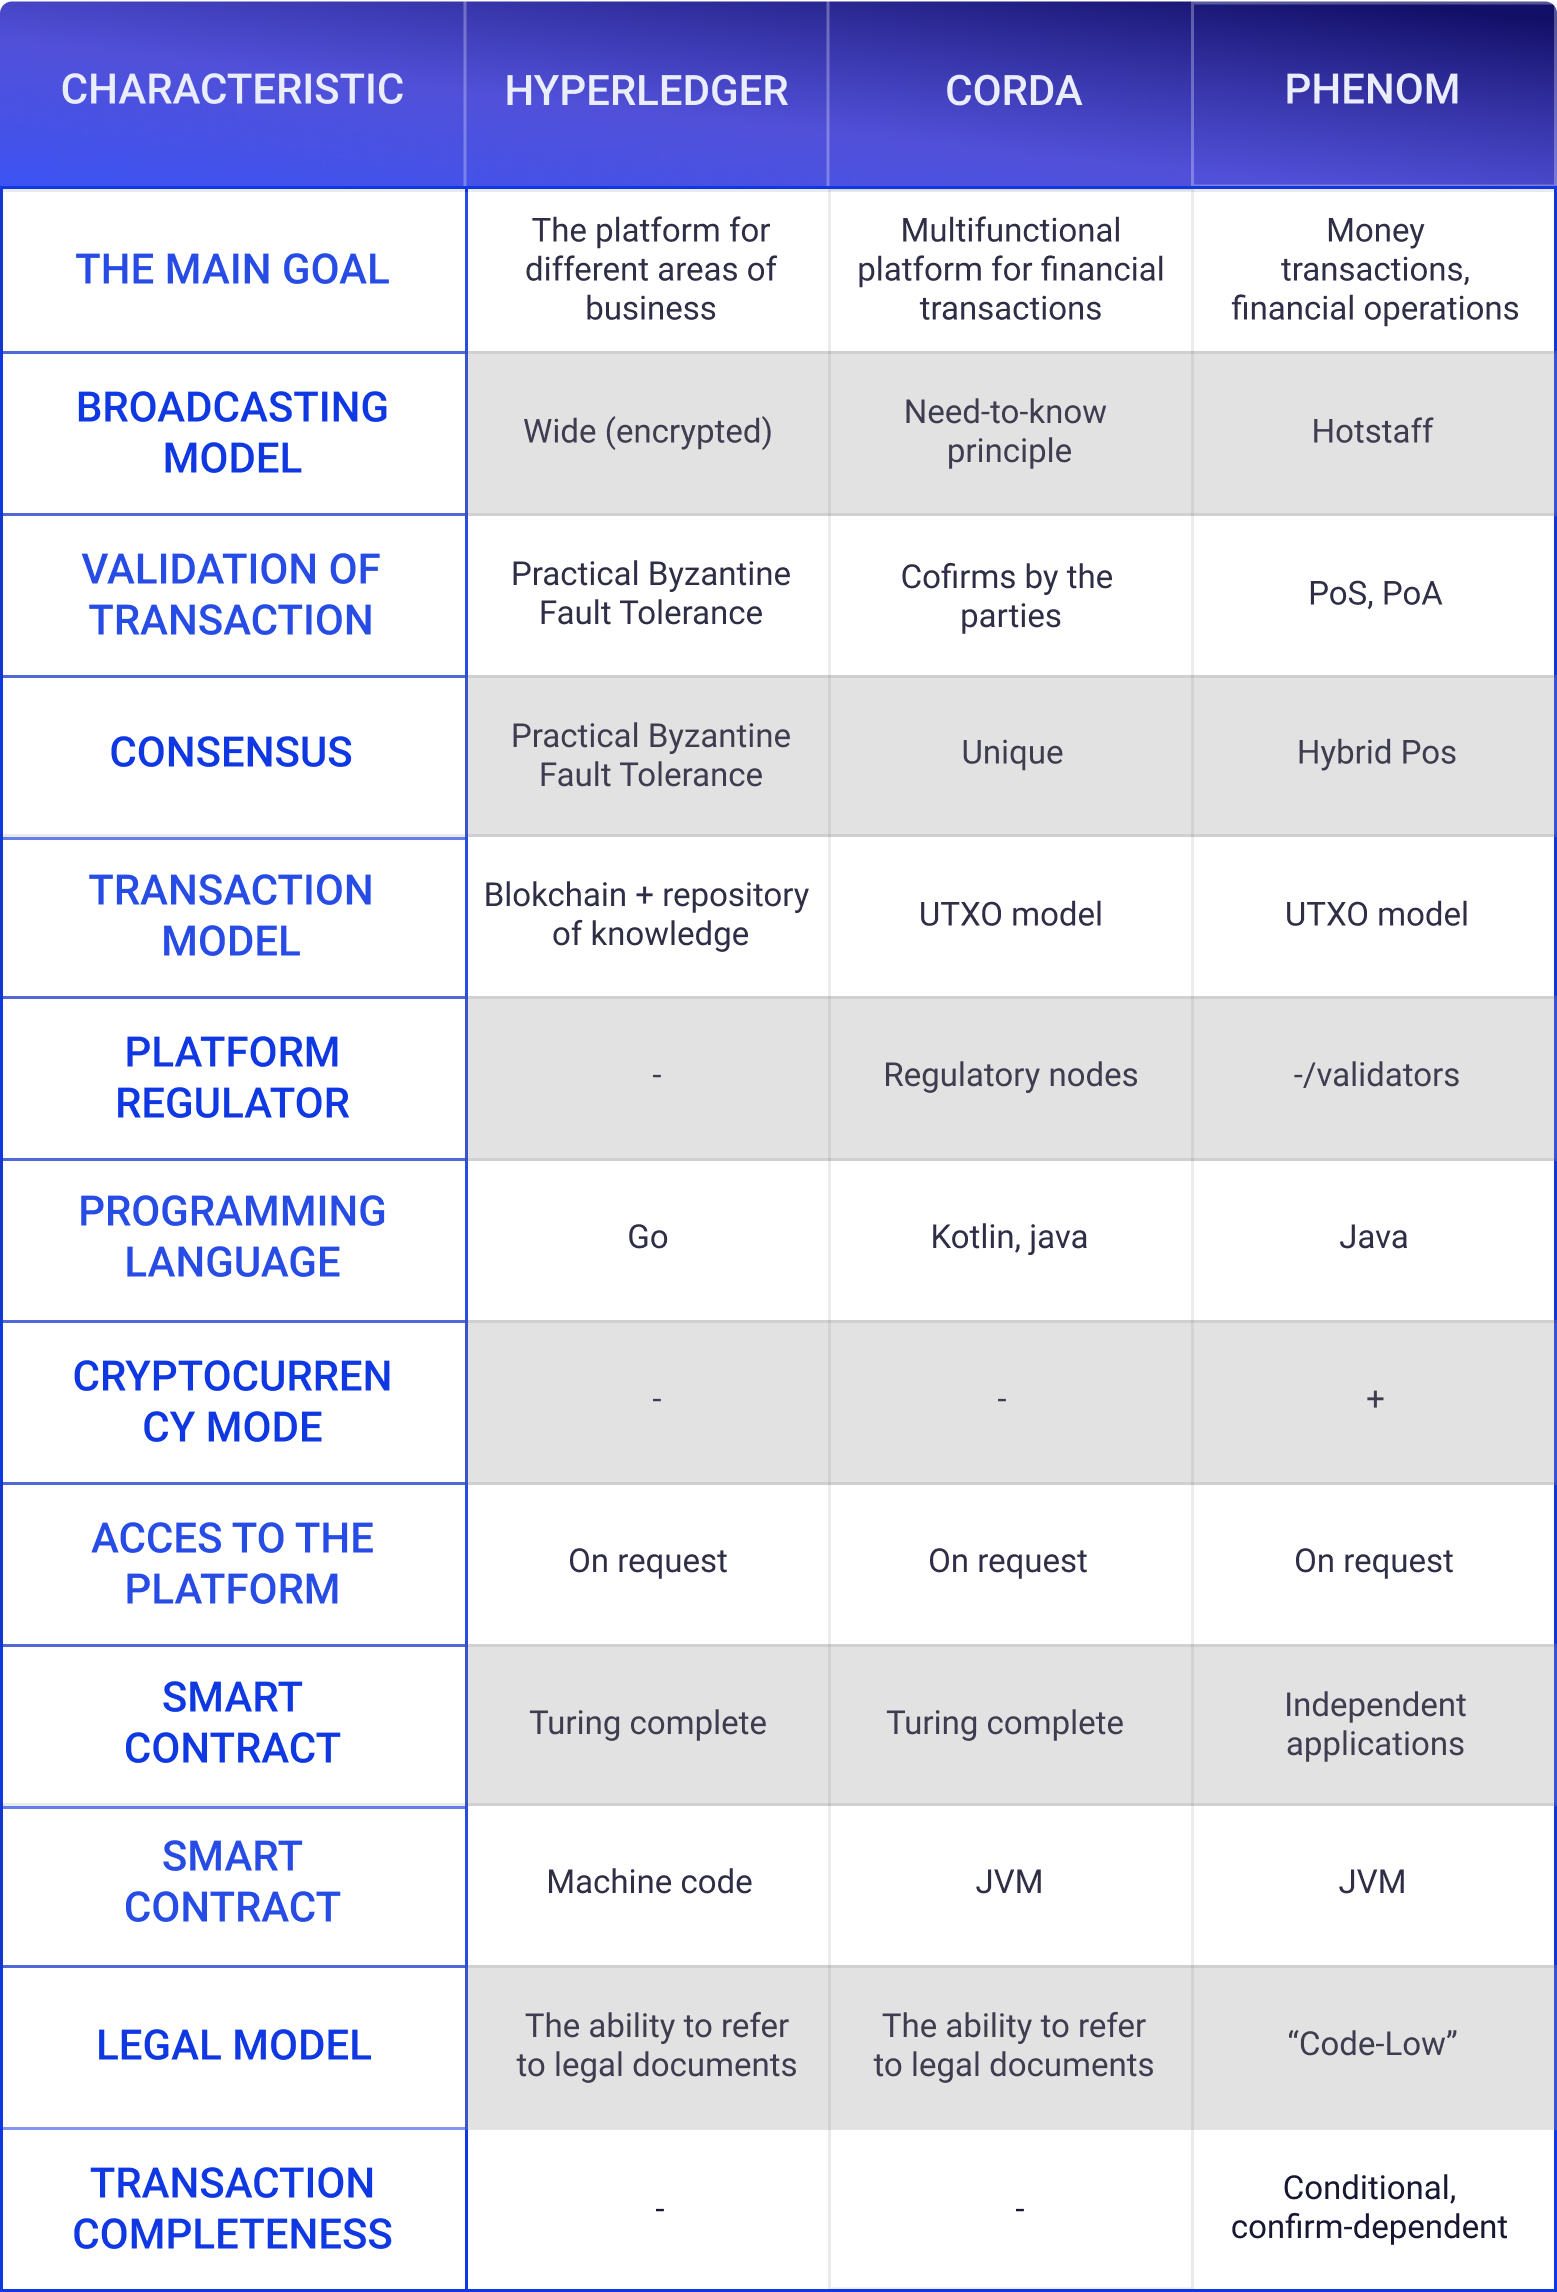 CHARACTERISTIC
HYPERLEDGER
CORDA
PHENOM
THE MAIN GOAL
The platform for
different areas of
business
Multifunctional
platform for financial
transactions
Money
transactions,
financial operations
BROADCASTING
MODEL
Wide (encrypted)
Need-to-know
principle
Hotstaff
VALIDATION OF
TRANSACTION
Practical Byzantine
Fault Tolerance
Cofirms by the
parties
PoS, PoA
CONSENSUS
Practical Byzantine
Fault Tolerance
Unique
Hybrid Pos
TRANSACTION
MODEL
Blokchain + repository
of knowledge
UTXO model
UTXO model
PLATFORM
REGULATOR
-
Regulatory nodes
-/validators
PROGRAMMING
LANGUAGE
Go
Kotlin, java
Java
CRYPTOCURREN
CY MODE
-
-
+
ACCES TO THE
PLATFORM
On request
On request
On request
SMART
CONTRACT
Turing complete
Turing complete
Independent
applications
SMART
CONTRACT
Machine code
JVM
JVM
LEGAL MODEL
The ability to refer
to legal documents
The ability to refer
to legal documents
“Code-Low”
TRANSACTION
COMPLETENESS
-
-
Conditional,
confirm-dependent